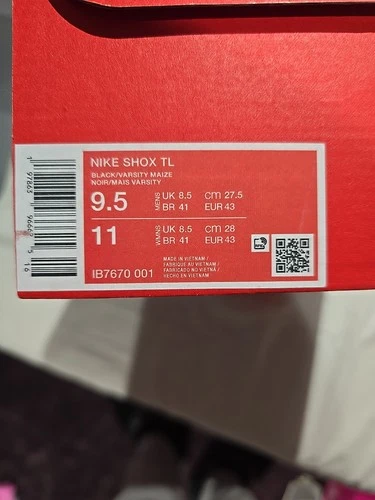 NIKE SHOX TL
BLACK/VARSITY MAIZE
NOIR/MAIS VARSITY
9.5 MENS UK 8.5 CM 27.5
BR 41 EUR 43
11 WMNS UK 8.5 CM 28
BR 41 EUR 43
MADE IN VIETNAM /
FABRIQUE AU VIETNAM /
FABRICADO NO VIETNÃ /
HECHO EN VIETNAM
IB7670 001